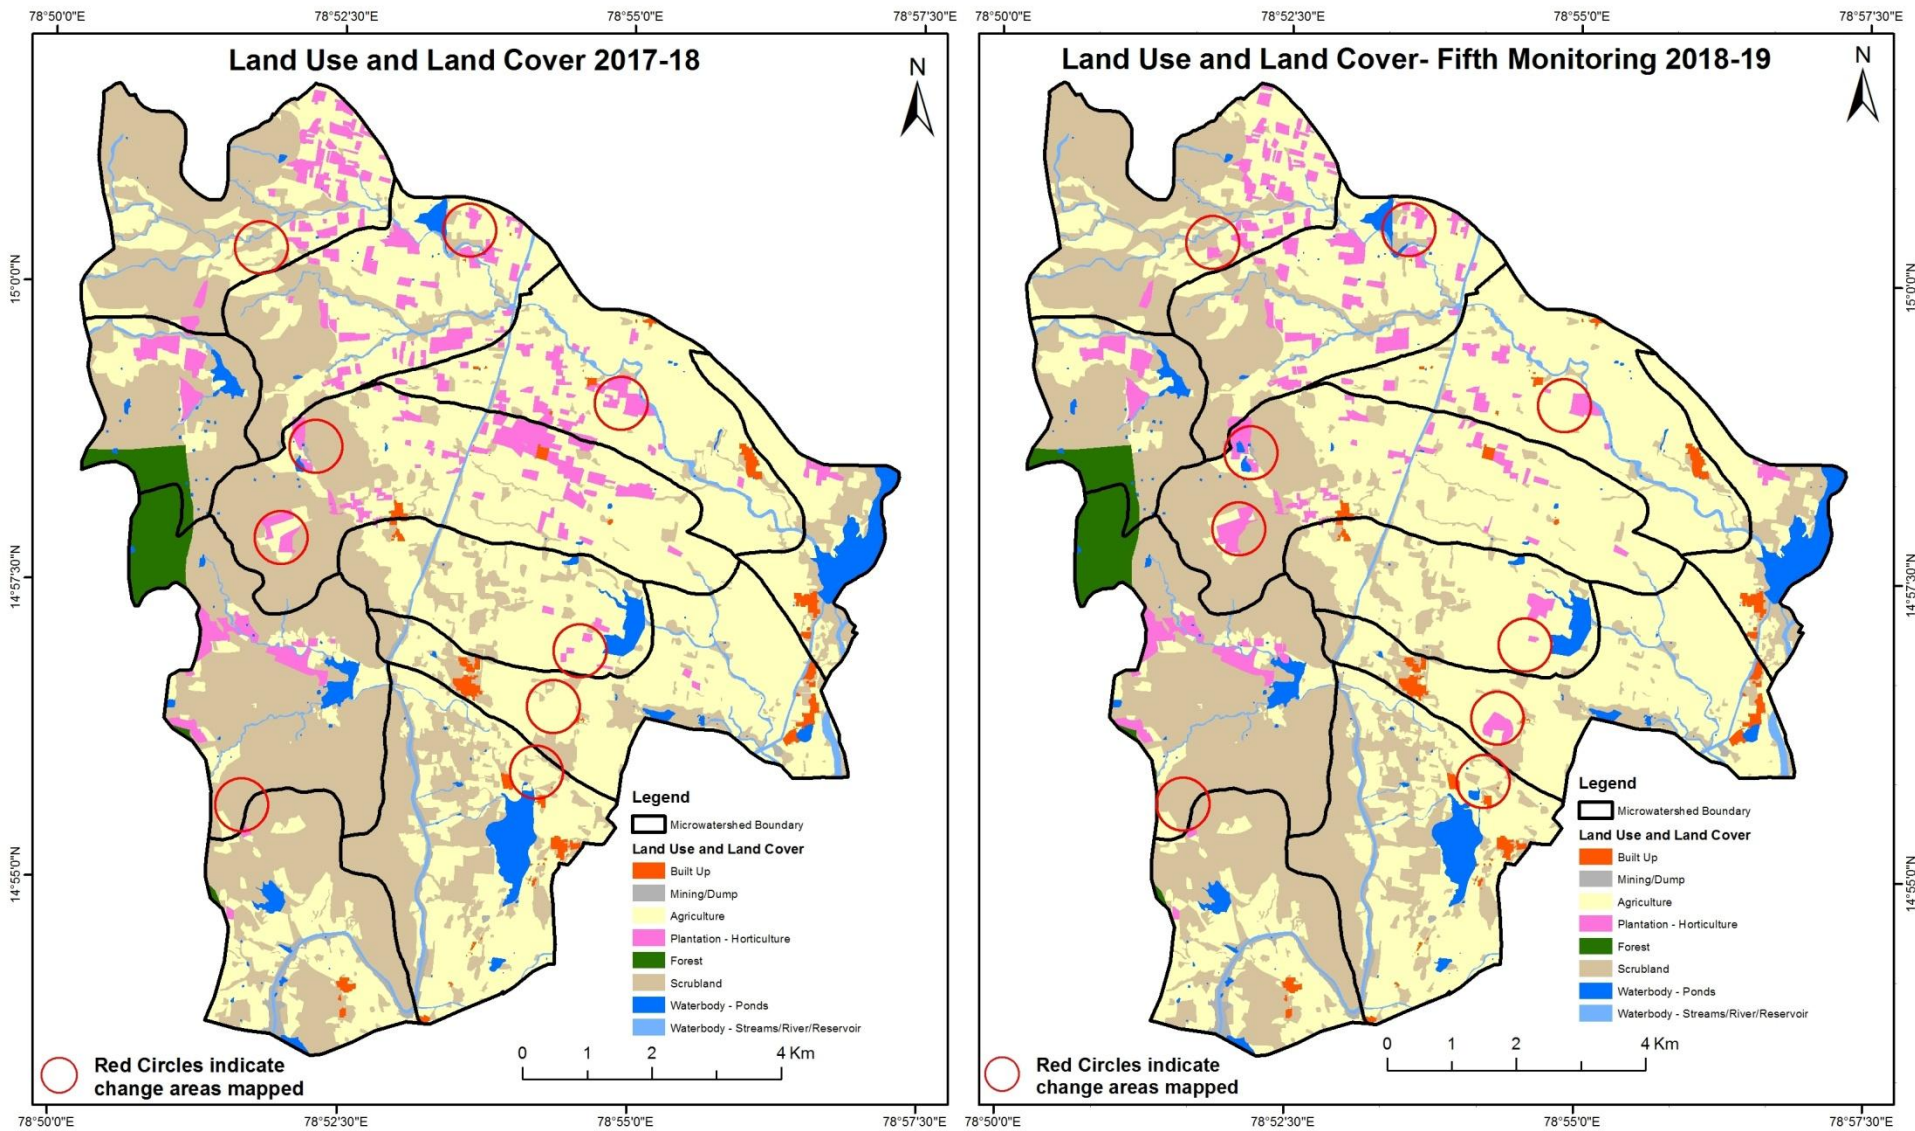 78°50'0"E
78°52'30"E
78°55'0"E
78°57'30"E
Land Use and Land Cover 2017-18
N
15°0'0"N
14°57'30"N
14°55'0"N
Legend
Microwatershed Boundary
Land Use and Land Cover
Built Up
Mining/Dump
Agriculture
Plantation - Horticulture
Forest
Scrubland
Waterbody - Ponds
Waterbody - Streams/River/Reservoir
Red Circles indicate
change areas mapped
0 1 2 4 Km
78°50'0"E
78°52'30"E
78°55'0"E
78°57'30"E
78°50'0"E
78°52'30"E
78°55'0"E
78°57'30"E
Land Use and Land Cover- Fifth Monitoring 2018-19
N
15°0'0"N
14°57'30"N
14°55'0"N
Legend
Microwatershed Boundary
Land Use and Land Cover
Built Up
Mining/Dump
Agriculture
Plantation - Horticulture
Forest
Scrubland
Waterbody - Ponds
Waterbody - Streams/River/Reservoir
Red Circles indicate
change areas mapped
0 1 2 4 Km
78°50'0"E
78°52'30"E
78°55'0"E
78°57'30"E